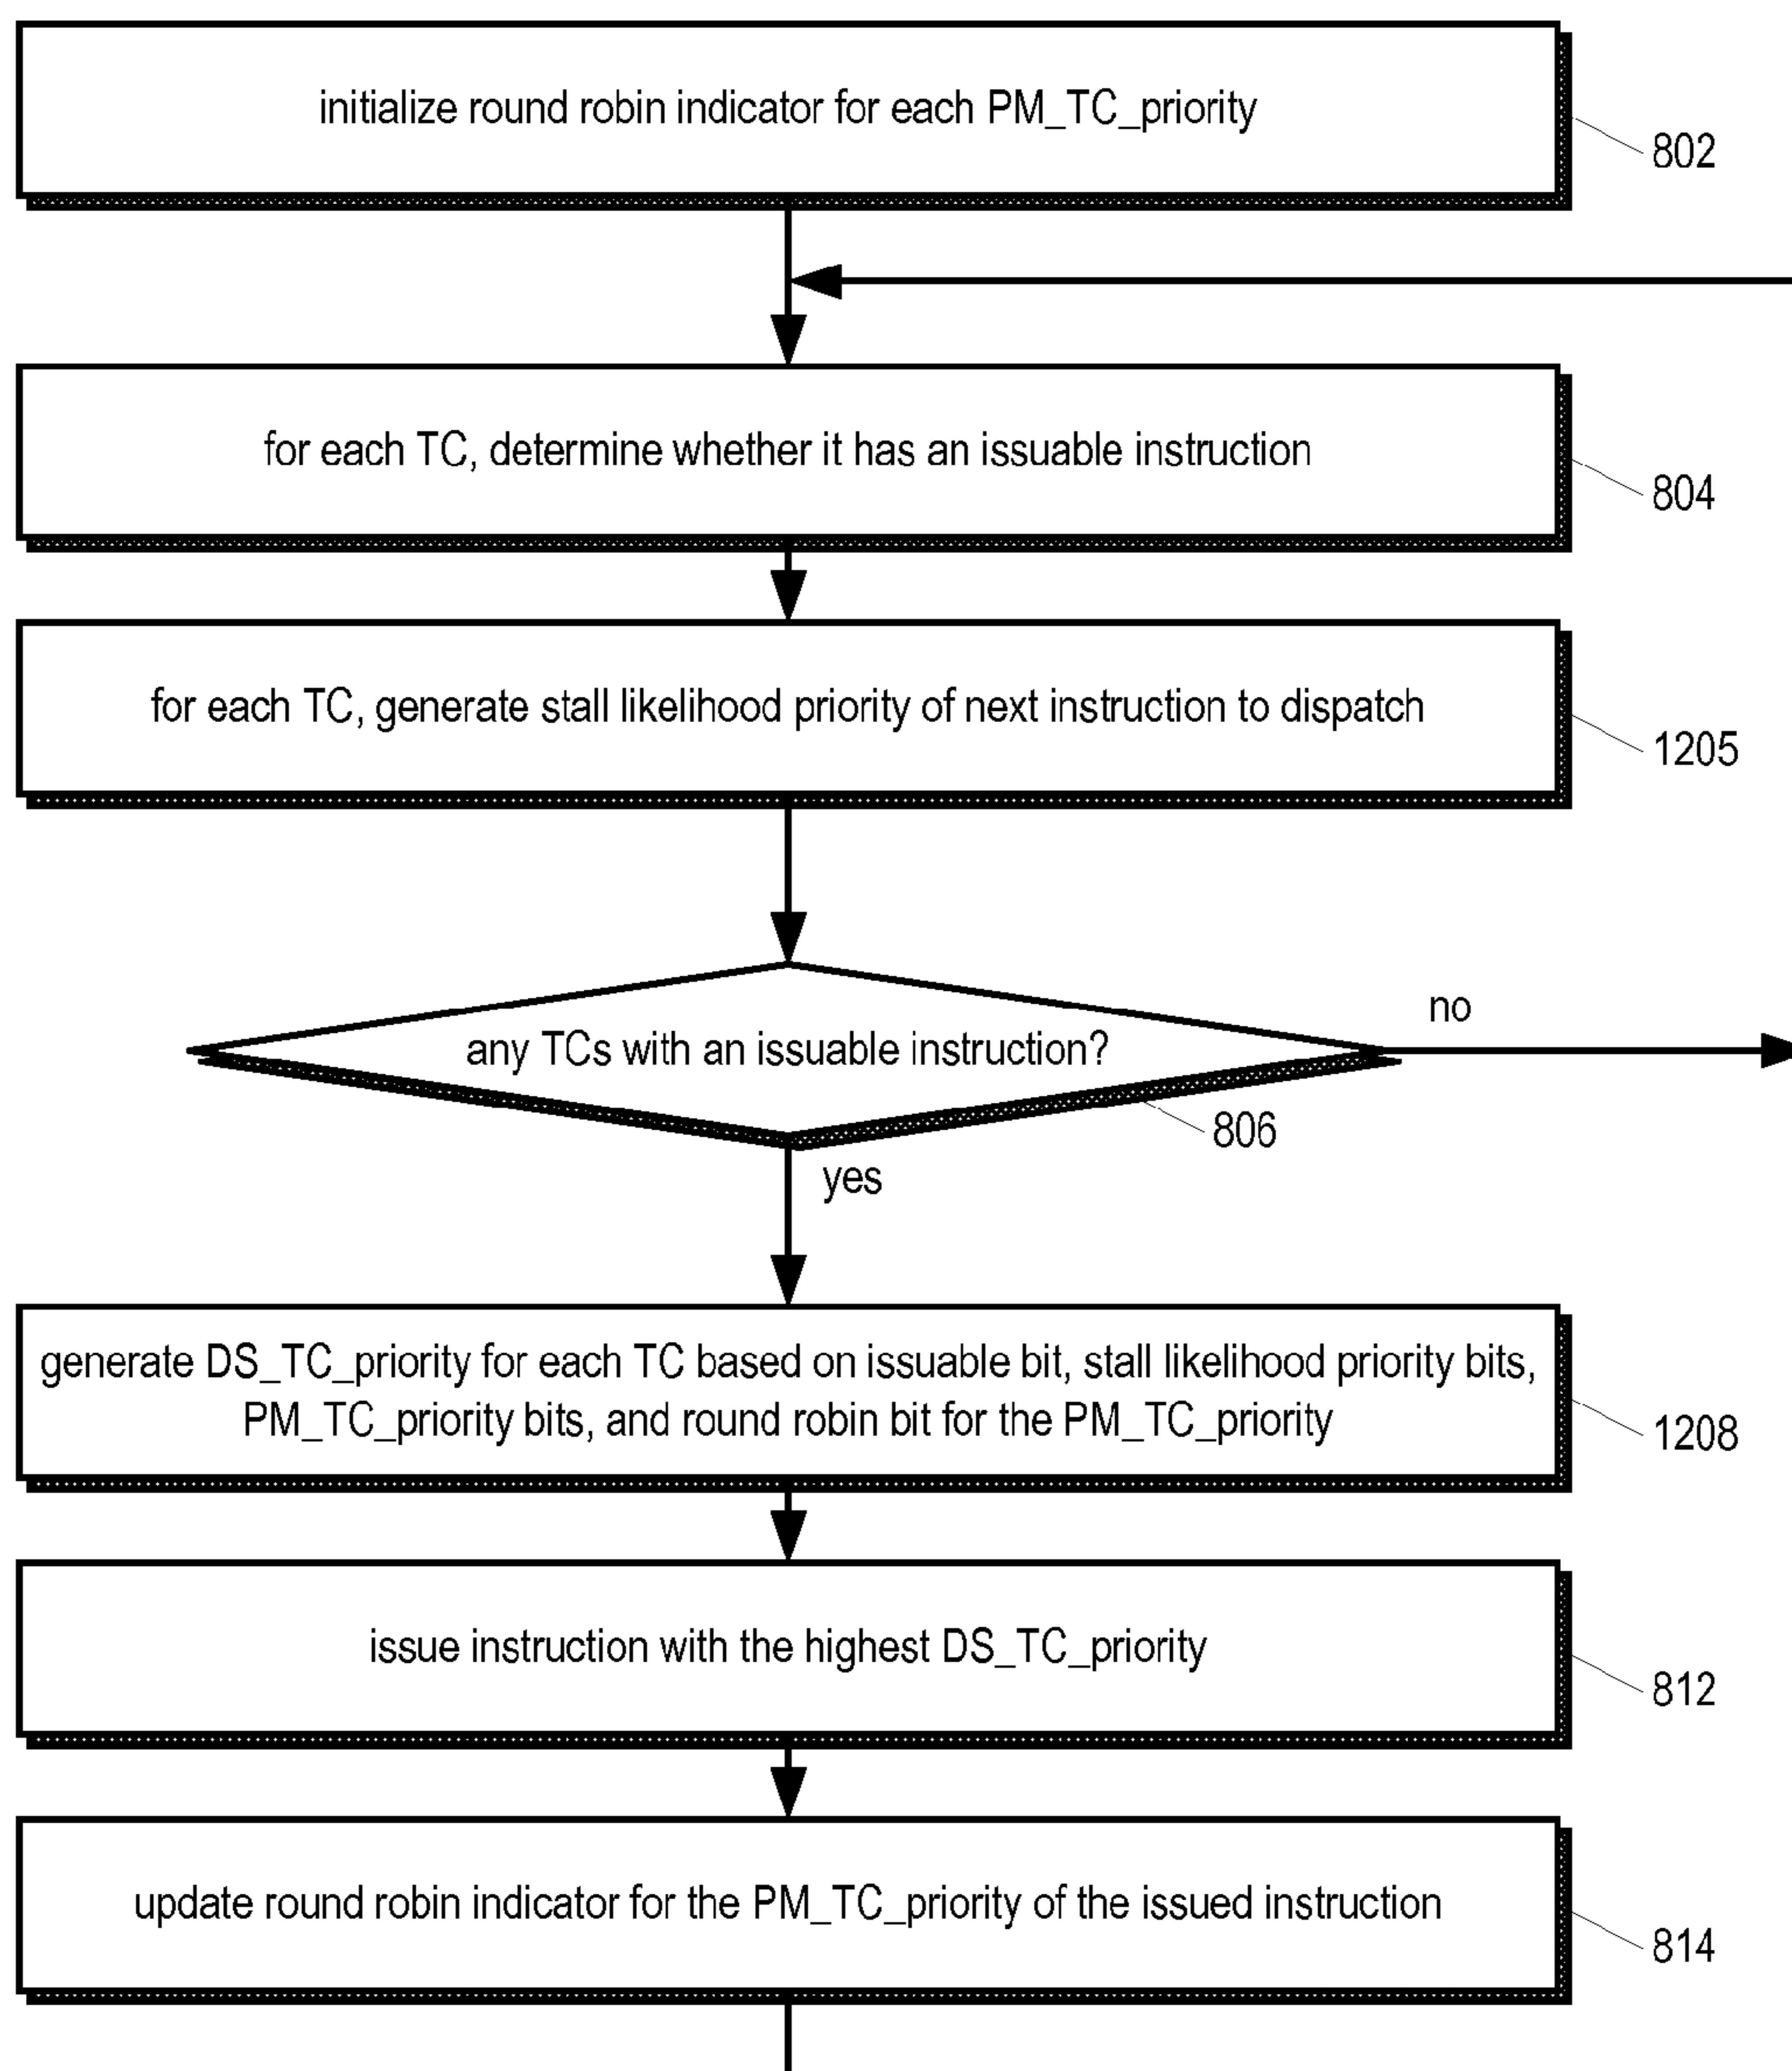 initialize round robin indicator for each PM_TC_priority
802
for each TC, determine whether it has an issuable instruction
804
for each TC, generate stall likelihood priority of next instruction to dispatch
1205
no
any TCs with an issuable instruction?
806
yes
generate DS_TC_priority for each TC based on issuable bit, stall likelihood priority bits,
PM_TC_priority bits, and round robin bit for the PM_TC_priority
1208
issue instruction with the highest DS_TC_priority
812
update round robin indicator for the PM_TC_priority of the issued instruction
814